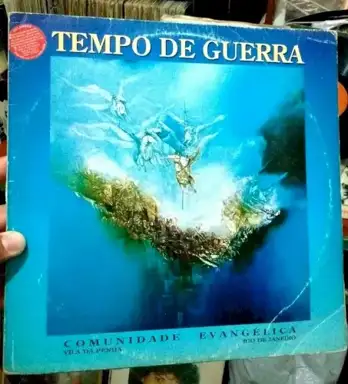 TEMPO DE GUERRA
COMUNIDADE EVANGÉLICA
VILA DA PENHA RIO DE JANEIRO